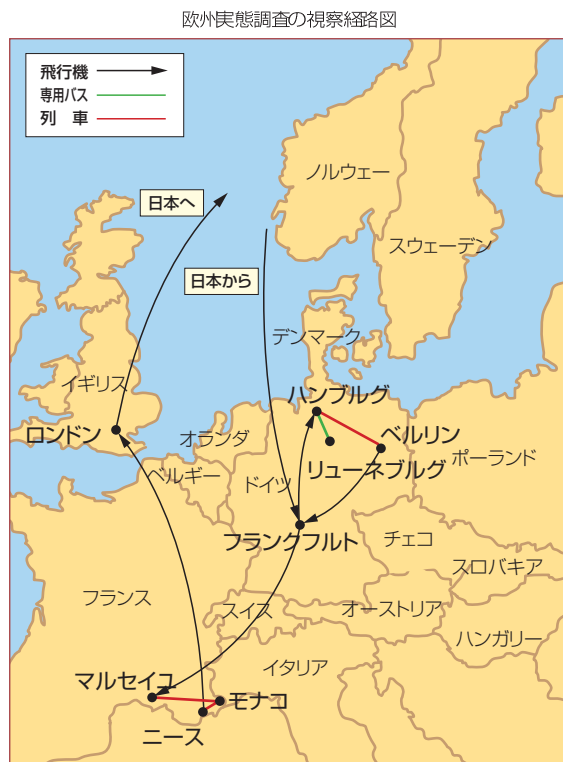 欧州実態調査の視察経路図
飛行機
専用バス
列 車
日本へ
日本から
ノルウェー
スウェーデン
デンマーク
イギリス
ハンブルグ
ロンドン
オランダ
ベルリン
ベルギー
ドイツ
リューネブルグ
ポーランド
フランクフルト
チェコ
スロバキア
フランス
スイス
オーストリア
ハンガリー
イタリア
マルセイユ
モナコ
ニース